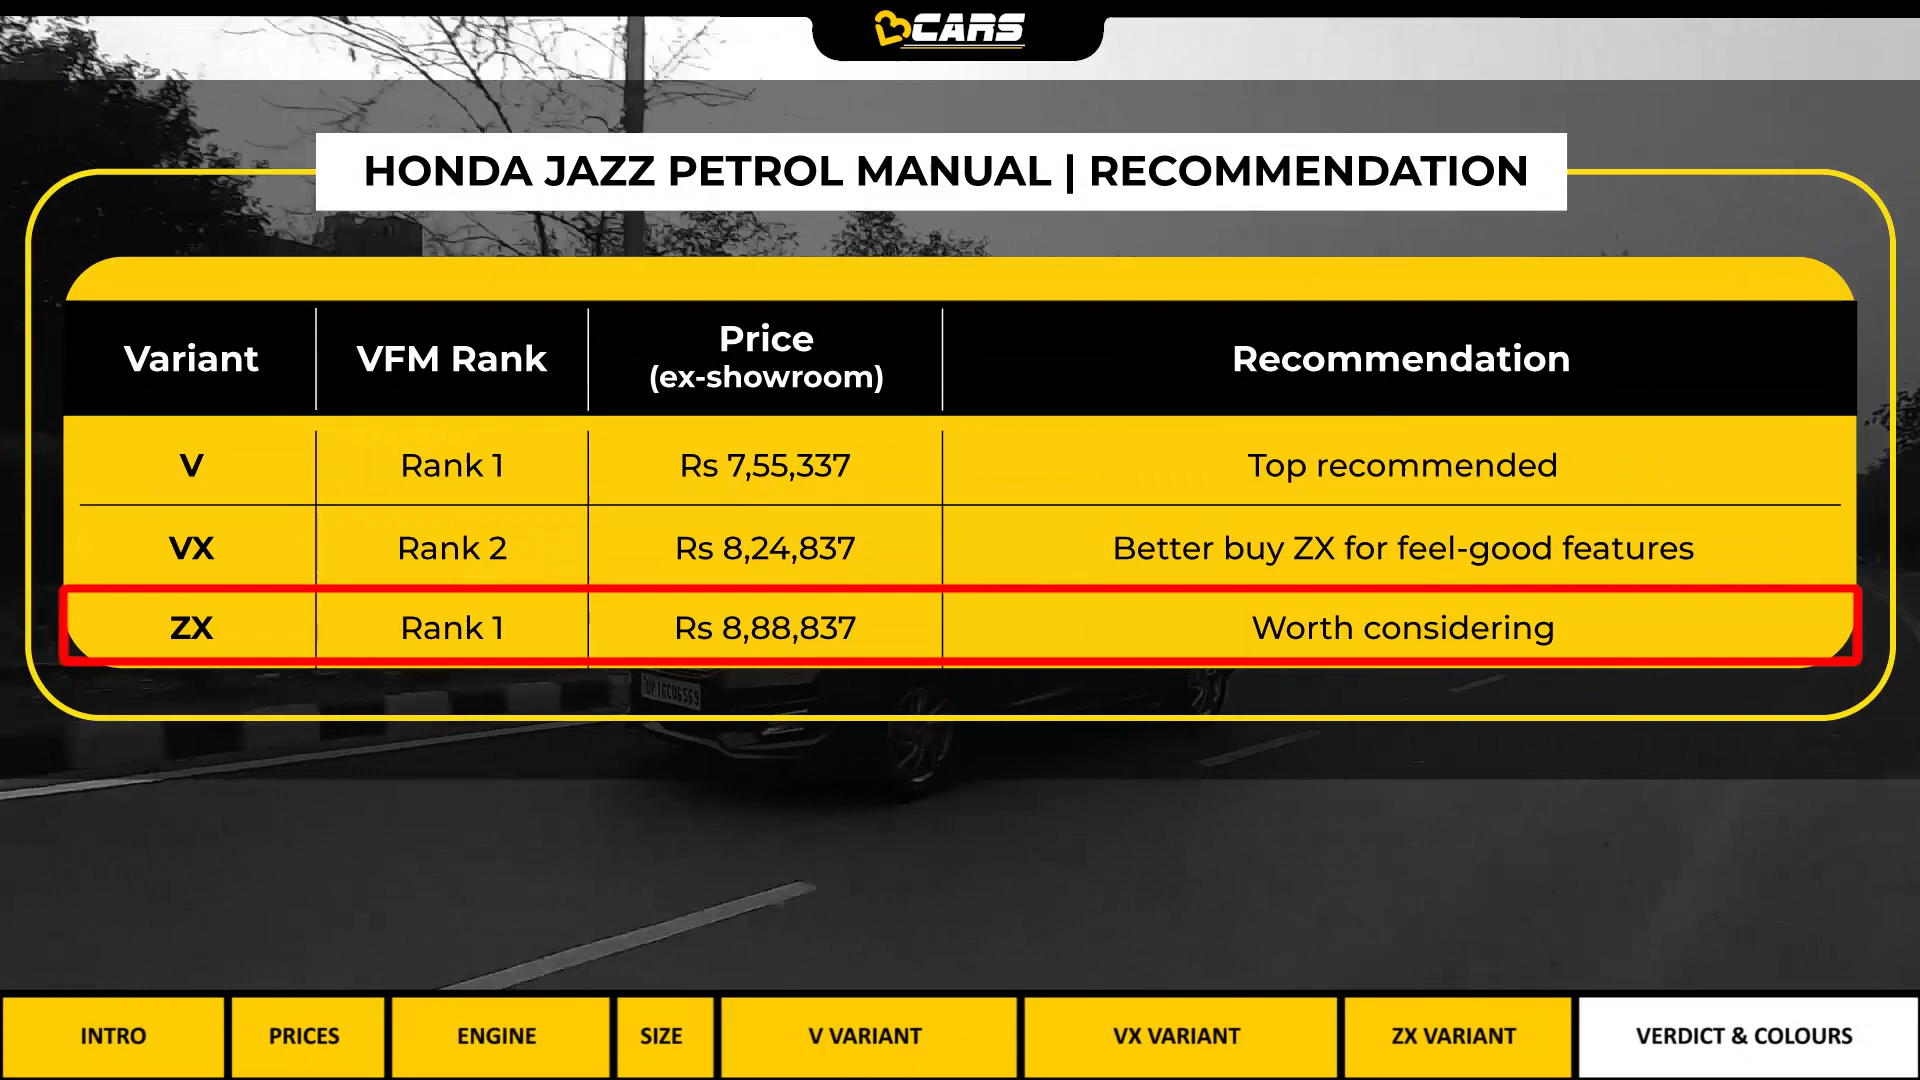 CARS
HONDA JAZZ PETROL MANUAL | RECOMMENDATION
Variant VFM Rank Price (ex-showroom) Recommendation
V Rank 1 Rs 7,55,337 Top recommended
VX Rank 2 Rs 8,24,837 Better buy ZX for feel-good features
ZX Rank 1 Rs 8,88,837 Worth considering
UP16CD6569
INTRO PRICES ENGINE SIZE V VARIANT VX VARIANT ZX VARIANT VERDICT & COLOURS